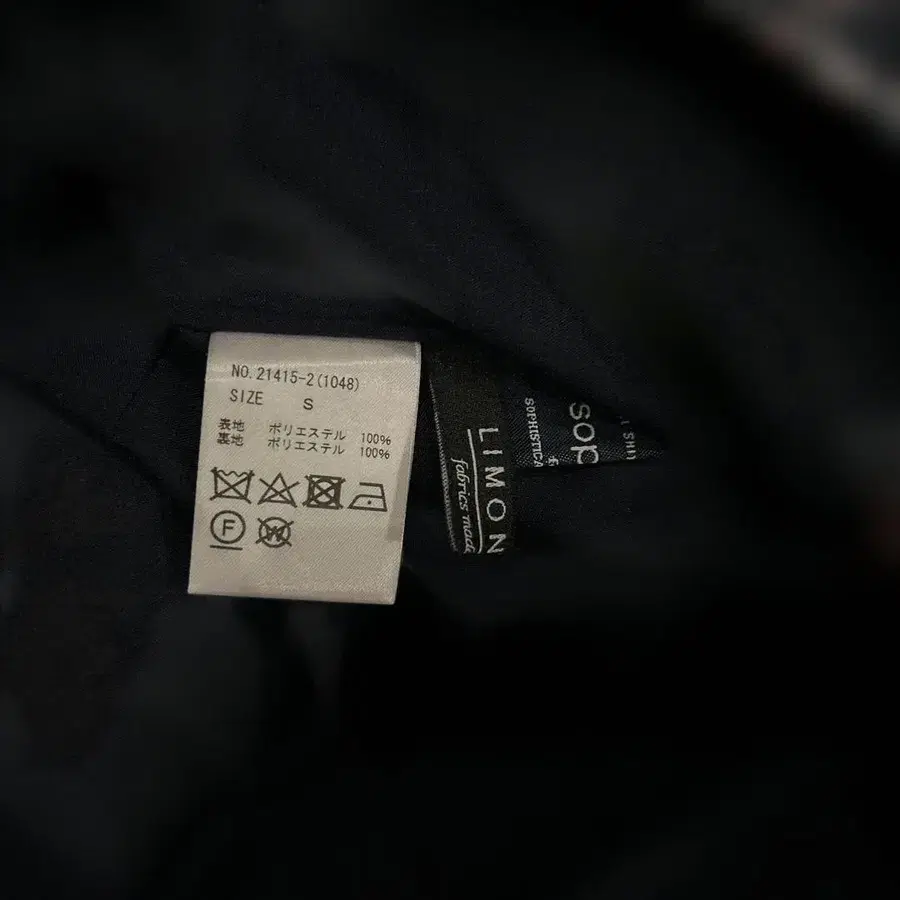 NO. 21415-2(1048)
SIZE S
表地 ポリエステル 100%
裏地 ポリエステル 100%
F
W
LIMON
fabrics made
SOPHISTICA
sop